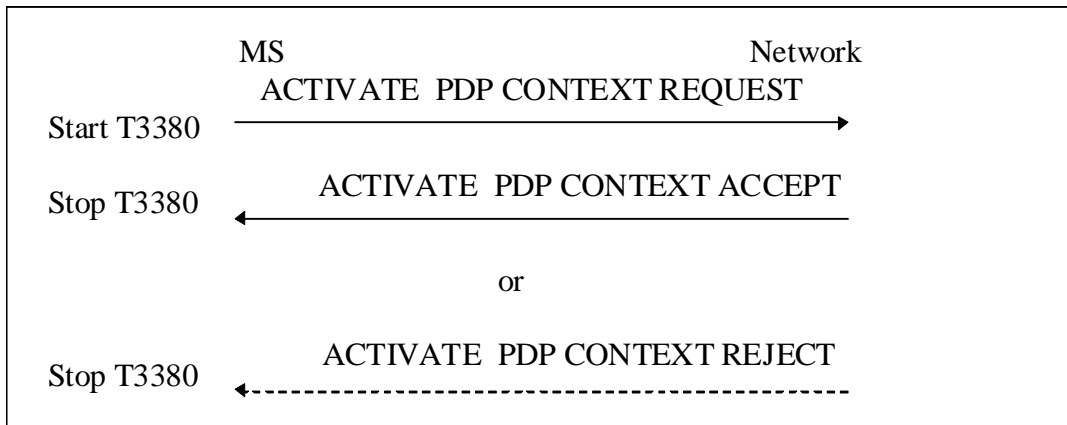 MS Network
ACTIVATE PDP CONTEXT REQUEST
Start T3380
ACTIVATE PDP CONTEXT ACCEPT
Stop T3380
or
ACTIVATE PDP CONTEXT REJECT
Stop T3380